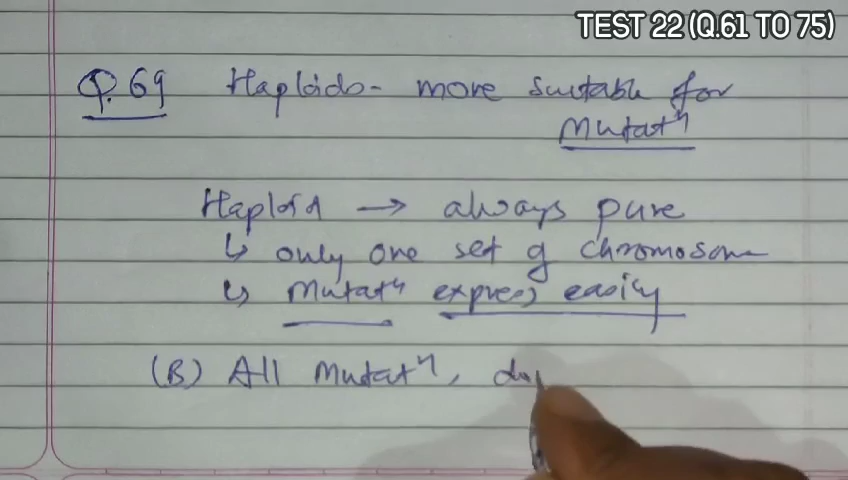 TEST 22 (Q.61 TO 75)
Q.69 Haploids - more suitable for
Mutatⁿ
Haploid → always pure
↳ only one set of chromosome
↳ Mutatⁿ express easily
(B) All Mutatⁿ,